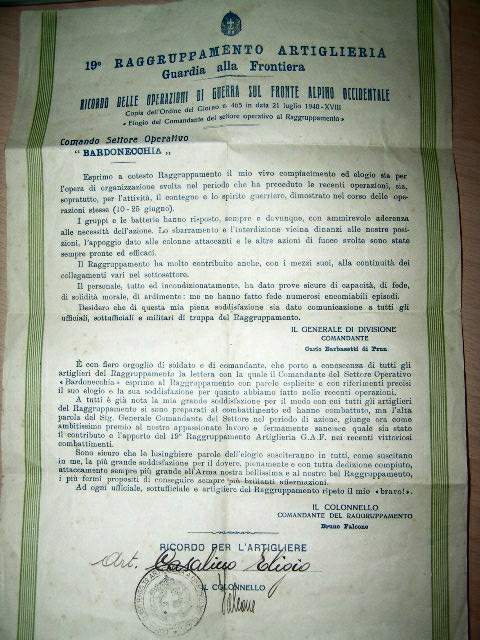 19° RAGGRUPPAMENTO ARTIGLIERIA
Guardia alla Frontiera
RICORDO DELLE OPERAZIONI DI GUERRA SUL FRONTE ALPINO OCCIDENTALE
Copia dell'Ordine del Giorno n. 465 in data 21 luglio 1940-XVIII
« Elogio del Comandante del settore operativo al Raggruppamento »
Comando Settore Operativo
"BARDONECCHIA"
Esprimo a cotesto Raggruppamento il mio vivo complacimento ed elogio sia per
l'opera di organizzazione svolta nel periodo che ha preceduto le recenti operazioni, sia,
sopratutto, per l'attività, il contegno e lo spirito guerriero, dimostrato nel corso delle ope-
razioni stesse (10 - 25 giugno).
I gruppi e le batterie hanno risposto, sempre e dovunque, con ammirevole aderenza
alle necessità dell'azione. Lo sbarramento e l'interdizione vicina dinanzi alle nostre posi-
zioni, l'appoggio dato alle colonne attaccanti e le altre azioni di fuoco svolte sono state
sempre pronte ed efficaci.
Il Raggruppamento ha molto contribuito anche, con i mezzi suoi, alla continuità dei
collegamenti vari nel sottosettore.
Il personale, tutto ed incondizionatamente, ha dato prove sicure di capacità, di fede,
di solidità morale, di ardimento: me no hanno fatto fede numerosi encomiabili episodi.
Desidero che di questa mia piena soddisfazione sia dato comunicazione a tutti gli
ufficiali, sottufficiali e militari di truppa del Raggruppamento.
IL GENERALE DI DIVISIONE
COMANDANTE
Curio Barbasetti di Prun
È con fiero orgoglio di soldato e di comandante, che porto a conoscenza di tutti gli
artiglieri del Raggruppamento la lettera con la quale il Comandante del Settore Operativo
« Bardonecchia » esprime al Raggruppamento con parole esplicite e con riferimenti precisi
il suo elogio e la sua soddisfazione per quanto abbiamo fatto nelle recenti operazioni.
A tutti è già nota la mia grande soddisfazione per il modo con cui tutti gli artiglieri
del Raggruppamento si sono preparati al combattimento ed hanno combattuto, ma l'alta
parola del Sig. Generale Comandante del Settore nel periodo di azione, giunge ora come
ambitissimo premio al nostro appassionato lavoro e fermamente sancisce quale sia stato
il contributo e l'apporto del 19° Raggruppamento Artiglieria G.A.F. nei recenti vittoriosi
combattimenti.
Sono sicuro che le lusinghiere parole dell'elogio susciteranno in tutti, come suscitano
in me, la più grande soddisfazione per il dovere, pienamente e con tutta dedizione compiuto,
attaccamento sempre più grande all'Arma nostra bellissima e al nostro bel Raggruppamento,
i più fermi propositi di conseguire sempre più brillanti affermazioni.
Ad ogni ufficiale, sottufficiale e artigliere del Raggruppamento ripeto il mio « bravo! ».
IL COLONNELLO
COMANDANTE DEL RAGGRUPPAMENTO
Bruno Falcone
RICORDO PER L'ARTIGLIERE
Art. Casalino Eligio
IL COLONNELLO
Falcone